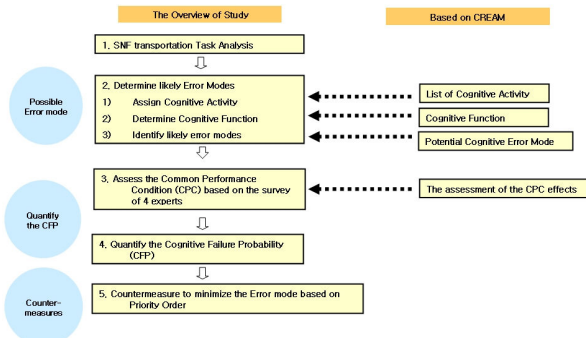 The Overview of Study
Based on CREAM
1. SNF transportation Task Analysis
Possible
Error mode
2. Determine likely Error Modes
1) Assign Cognitive Activity
2) Determine Cognitive Function
3) Identify likely error modes
List of Cognitive Activity
Cognitive Function
Potential Cognitive Error Mode
Quantify
the CFP
3. Assess the Common Performance
Condition (CPC) based on the survey
of 4 experts
The assessment of the CPC effects
4. Quantify the Cognitive Failure Probability
(CFP)
Counter-
measures
5. Countermeasure to minimize the Error mode based on
Priority Order